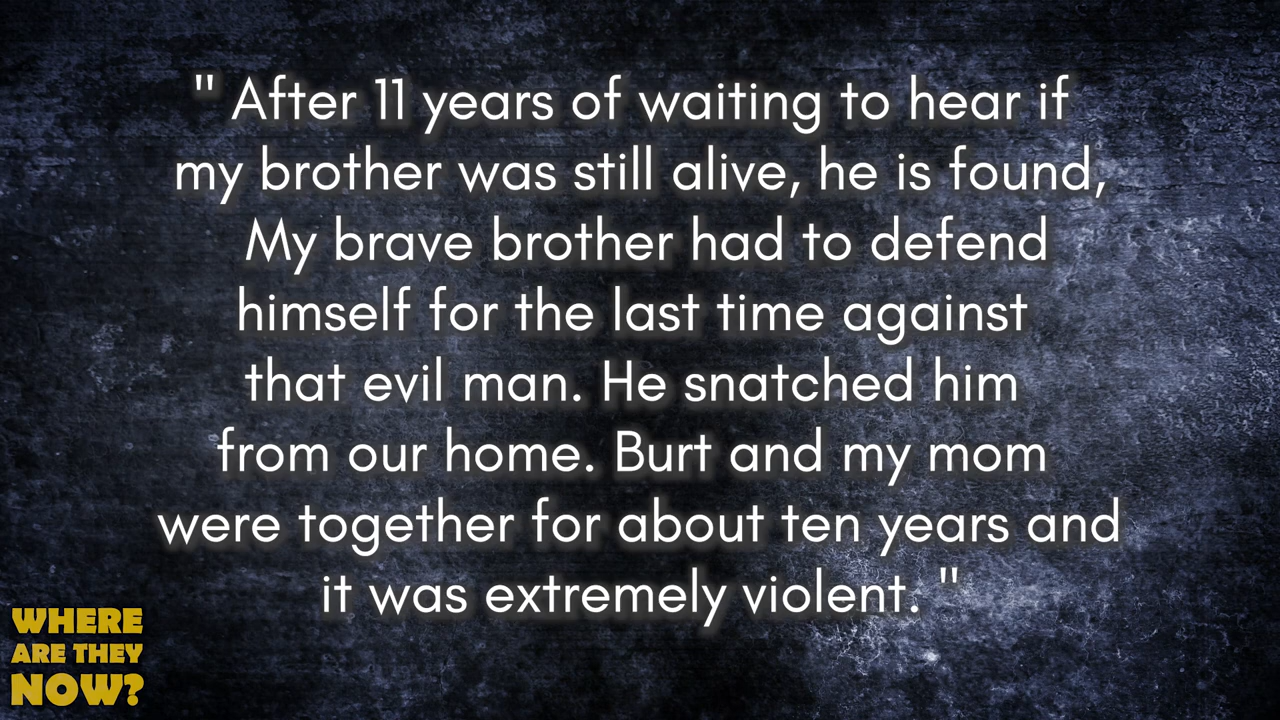 " After 11 years of waiting to hear if
my brother was still alive, he is found,
My brave brother had to defend
himself for the last time against
that evil man. He snatched him
from our home. Burt and my mom
were together for about ten years and
it was extremely violent. "
WHERE
ARE THEY
NOW?